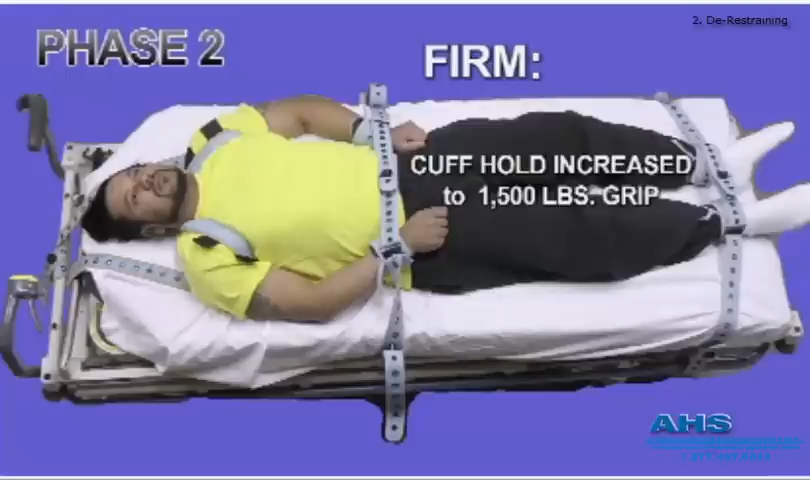 2. De-Restraining
PHASE 2
FIRM:
CUFF HOLD INCREASED
to 1,500 LBS. GRIP
AHS